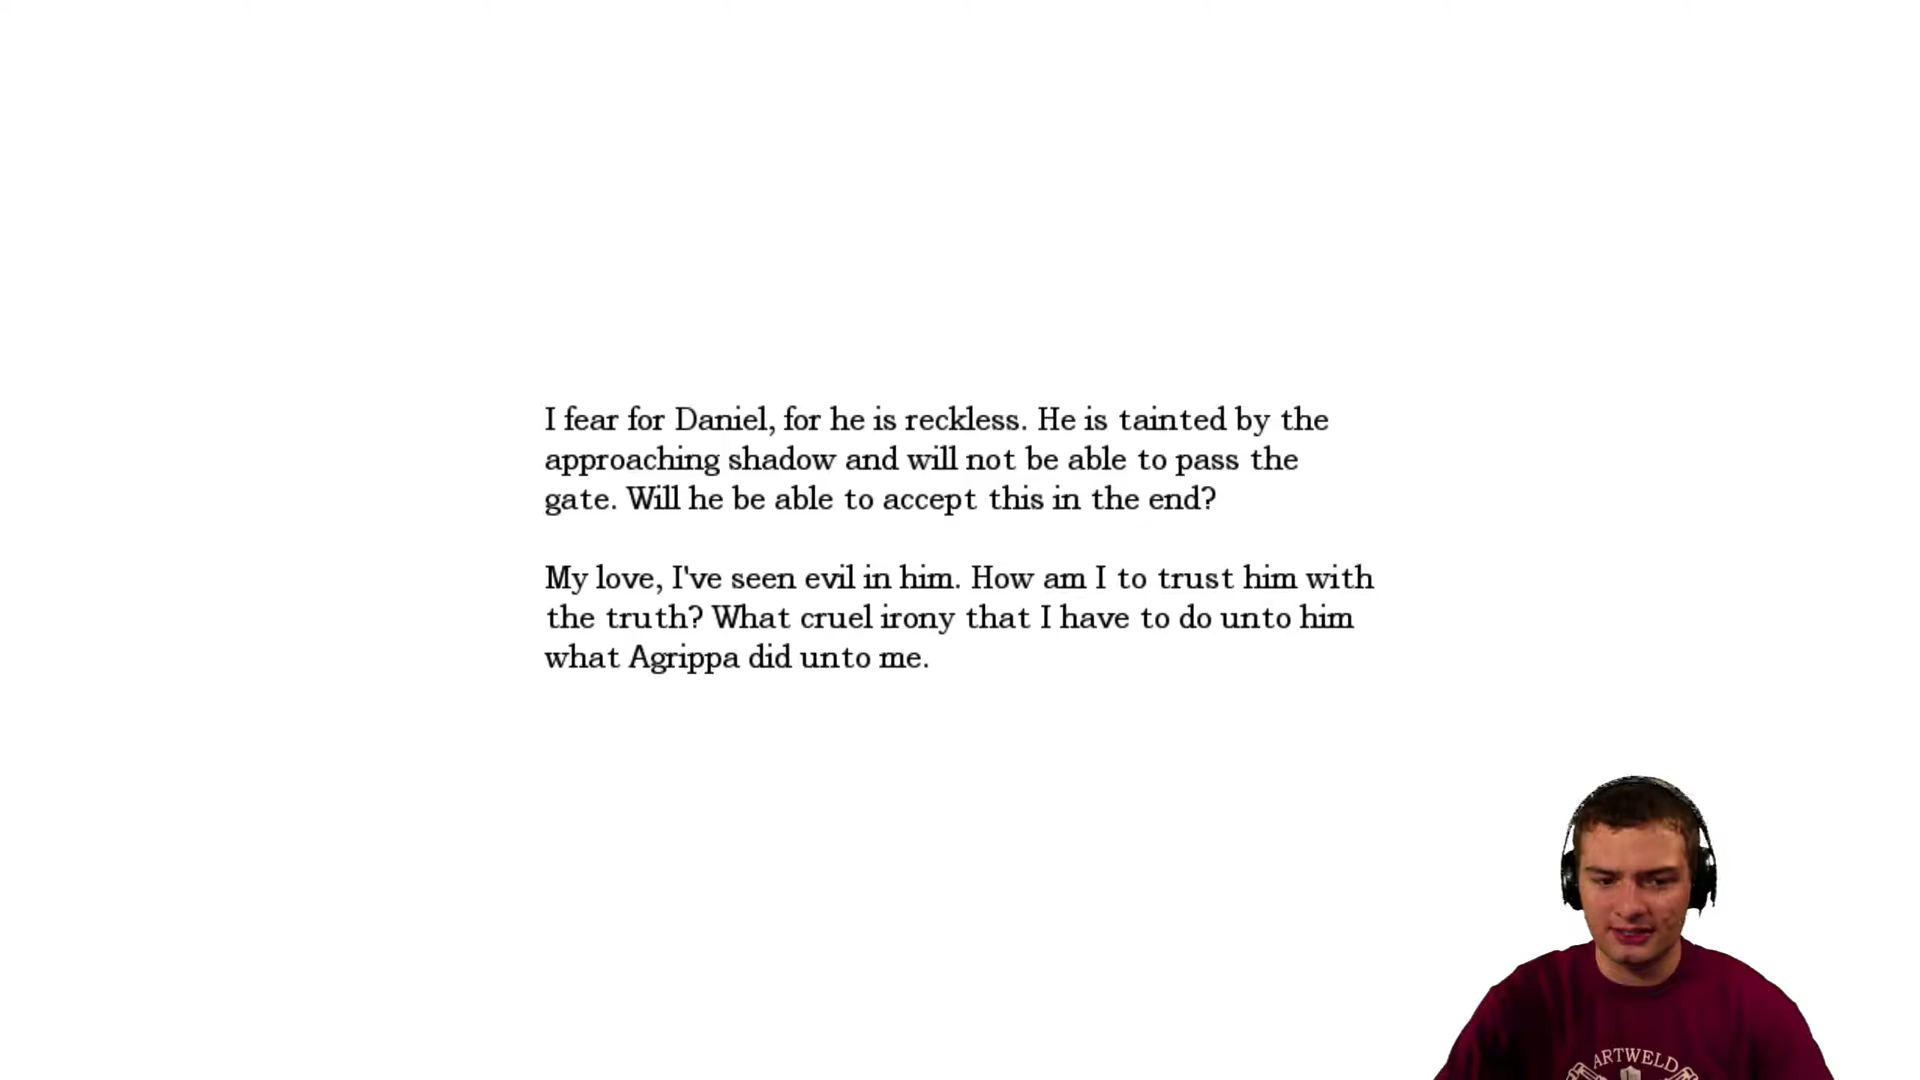 I fear for Daniel, for he is reckless. He is tainted by the
approaching shadow and will not be able to pass the
gate. Will he be able to accept this in the end?
My love, I've seen evil in him. How am I to trust him with
the truth? What cruel irony that I have to do unto him
what Agrippa did unto me.
ARTWELD